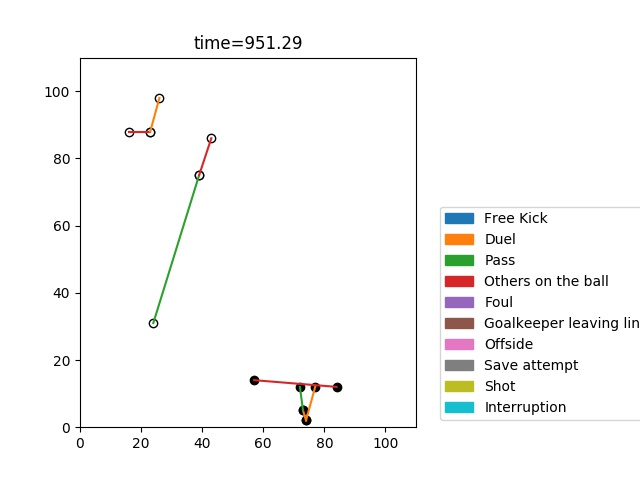 time=951.29
100
80
60
40
20
0
0 20 40 60 80 100
Free Kick
Duel
Pass
Others on the ball
Foul
Goalkeeper leaving lin
Offside
Save attempt
Shot
Interruption